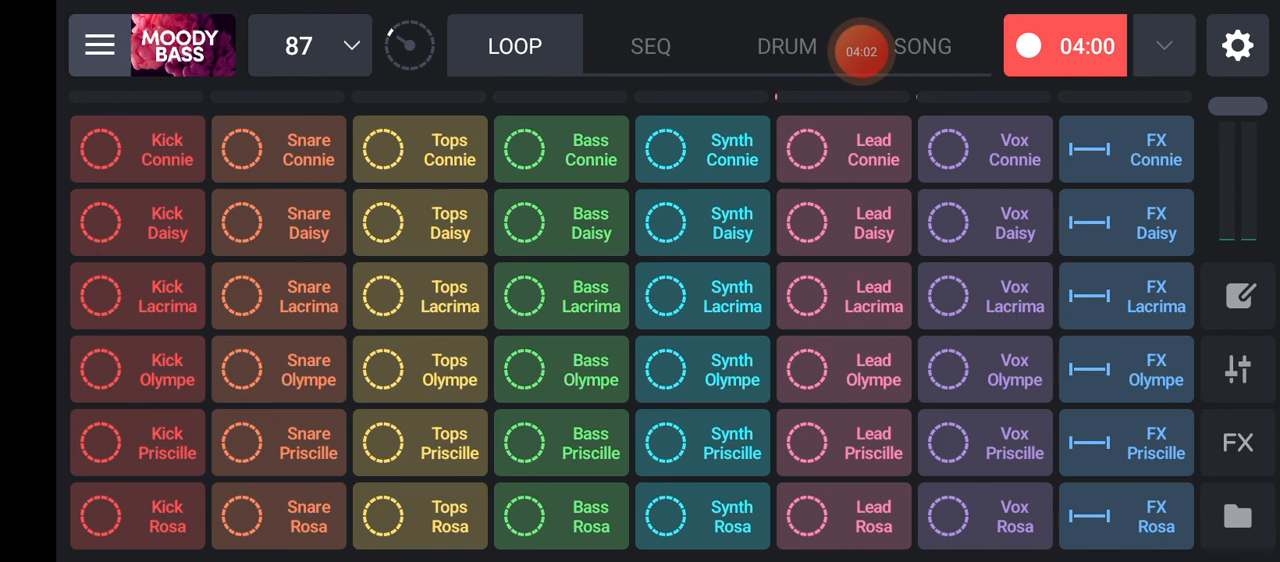 MOODY
BASS
87
LOOP
SEQ
DRUM
04:02
SONG
04:00
Kick
Connie
Snare
Connie
Tops
Connie
Bass
Connie
Synth
Connie
Lead
Connie
Vox
Connie
FX
Connie
Kick
Daisy
Snare
Daisy
Tops
Daisy
Bass
Daisy
Synth
Daisy
Lead
Daisy
Vox
Daisy
FX
Daisy
Kick
Lacrima
Snare
Lacrima
Tops
Lacrima
Bass
Lacrima
Synth
Lacrima
Lead
Lacrima
Vox
Lacrima
FX
Lacrima
Kick
Olympe
Snare
Olympe
Tops
Olympe
Bass
Olympe
Synth
Olympe
Lead
Olympe
Vox
Olympe
FX
Olympe
Kick
Priscille
Snare
Priscille
Tops
Priscille
Bass
Priscille
Synth
Priscille
Lead
Priscille
Vox
Priscille
FX
Priscille
FX
Kick
Rosa
Snare
Rosa
Tops
Rosa
Bass
Rosa
Synth
Rosa
Lead
Rosa
Vox
Rosa
FX
Rosa